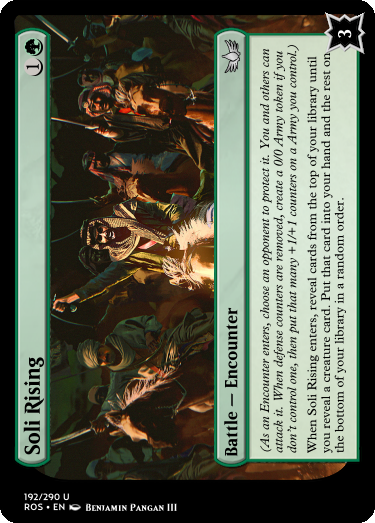 Soli Rising
1
Battle — Encounter
(As an Encounter enters, choose an opponent to protect it. You and others can
attack it. When defense counters are removed, create a 0/0 Army token if you
don't control one, then put that many +1/+1 counters on a Army you control.)
When Soli Rising enters, reveal cards from the top of your library until
you reveal a creature card. Put that card into your hand and the rest on
the bottom of your library in a random order.
3
192/290 U
ROS • EN Benjamin Pangan III